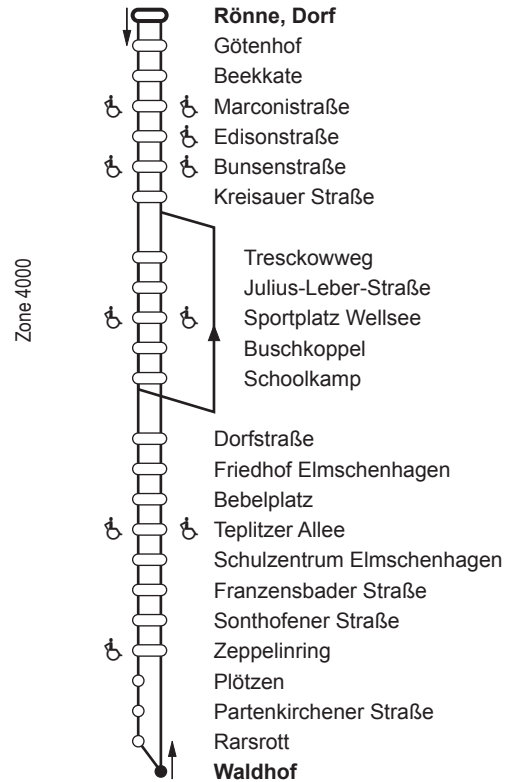 Rönne, Dorf
Götenhof
Beekkate
Marconistraße
Edisonstraße
Bunsenstraße
Kreisauer Straße
Zone 4000
Tresckowweg
Julius-Leber-Straße
Sportplatz Wellsee
Buschkoppel
Schoolkamp
Dorfstraße
Friedhof Elmschenhagen
Bebelplatz
Teplitzer Allee
Schulzentrum Elmschenhagen
Franzensbader Straße
Sonthofener Straße
Zeppelinring
Plötzen
Partenkirchener Straße
Rarsrott
Waldhof